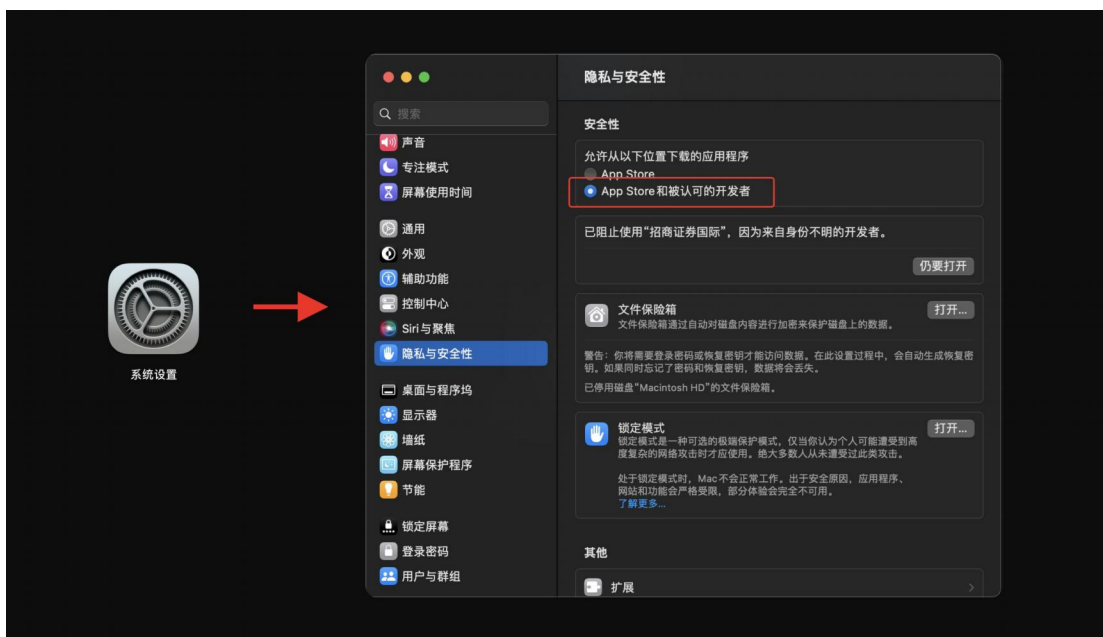 系统设置
搜索
声音
专注模式
屏幕使用时间
通用
外观
辅助功能
控制中心
Siri与聚焦
隐私与安全性
桌面与程序坞
显示器
墙纸
屏幕保护程序
节能
锁定屏幕
登录密码
用户与群组
隐私与安全性
安全性
允许从以下位置下载的应用程序
App Store
App Store和被认可的开发者
已阻止使用“招商证券国际”，因为来自身份不明的开发者。
仍要打开
文件保险箱
打开...
文件保险箱通过自动对磁盘内容进行加密来保护磁盘上的数据。
警告：你将需要登录密码或恢复密钥才能访问数据。在此设置过程中，会自动生成恢复密
钥。如果同时忘记了密码和恢复密钥，数据将会丢失。
已停用磁盘“Macintosh HD”的文件保险箱。
锁定模式
打开...
锁定模式是一种可选的极端保护模式，仅当你认为个人可能遭受到高
度复杂的网络攻击时才应使用。绝大多数人从未遭受过此类攻击。
处于锁定模式时，Mac不会正常工作。出于安全原因，应用程序、
网站和功能会严格受限，部分体验会完全不可用。
了解更多...
其他
扩展